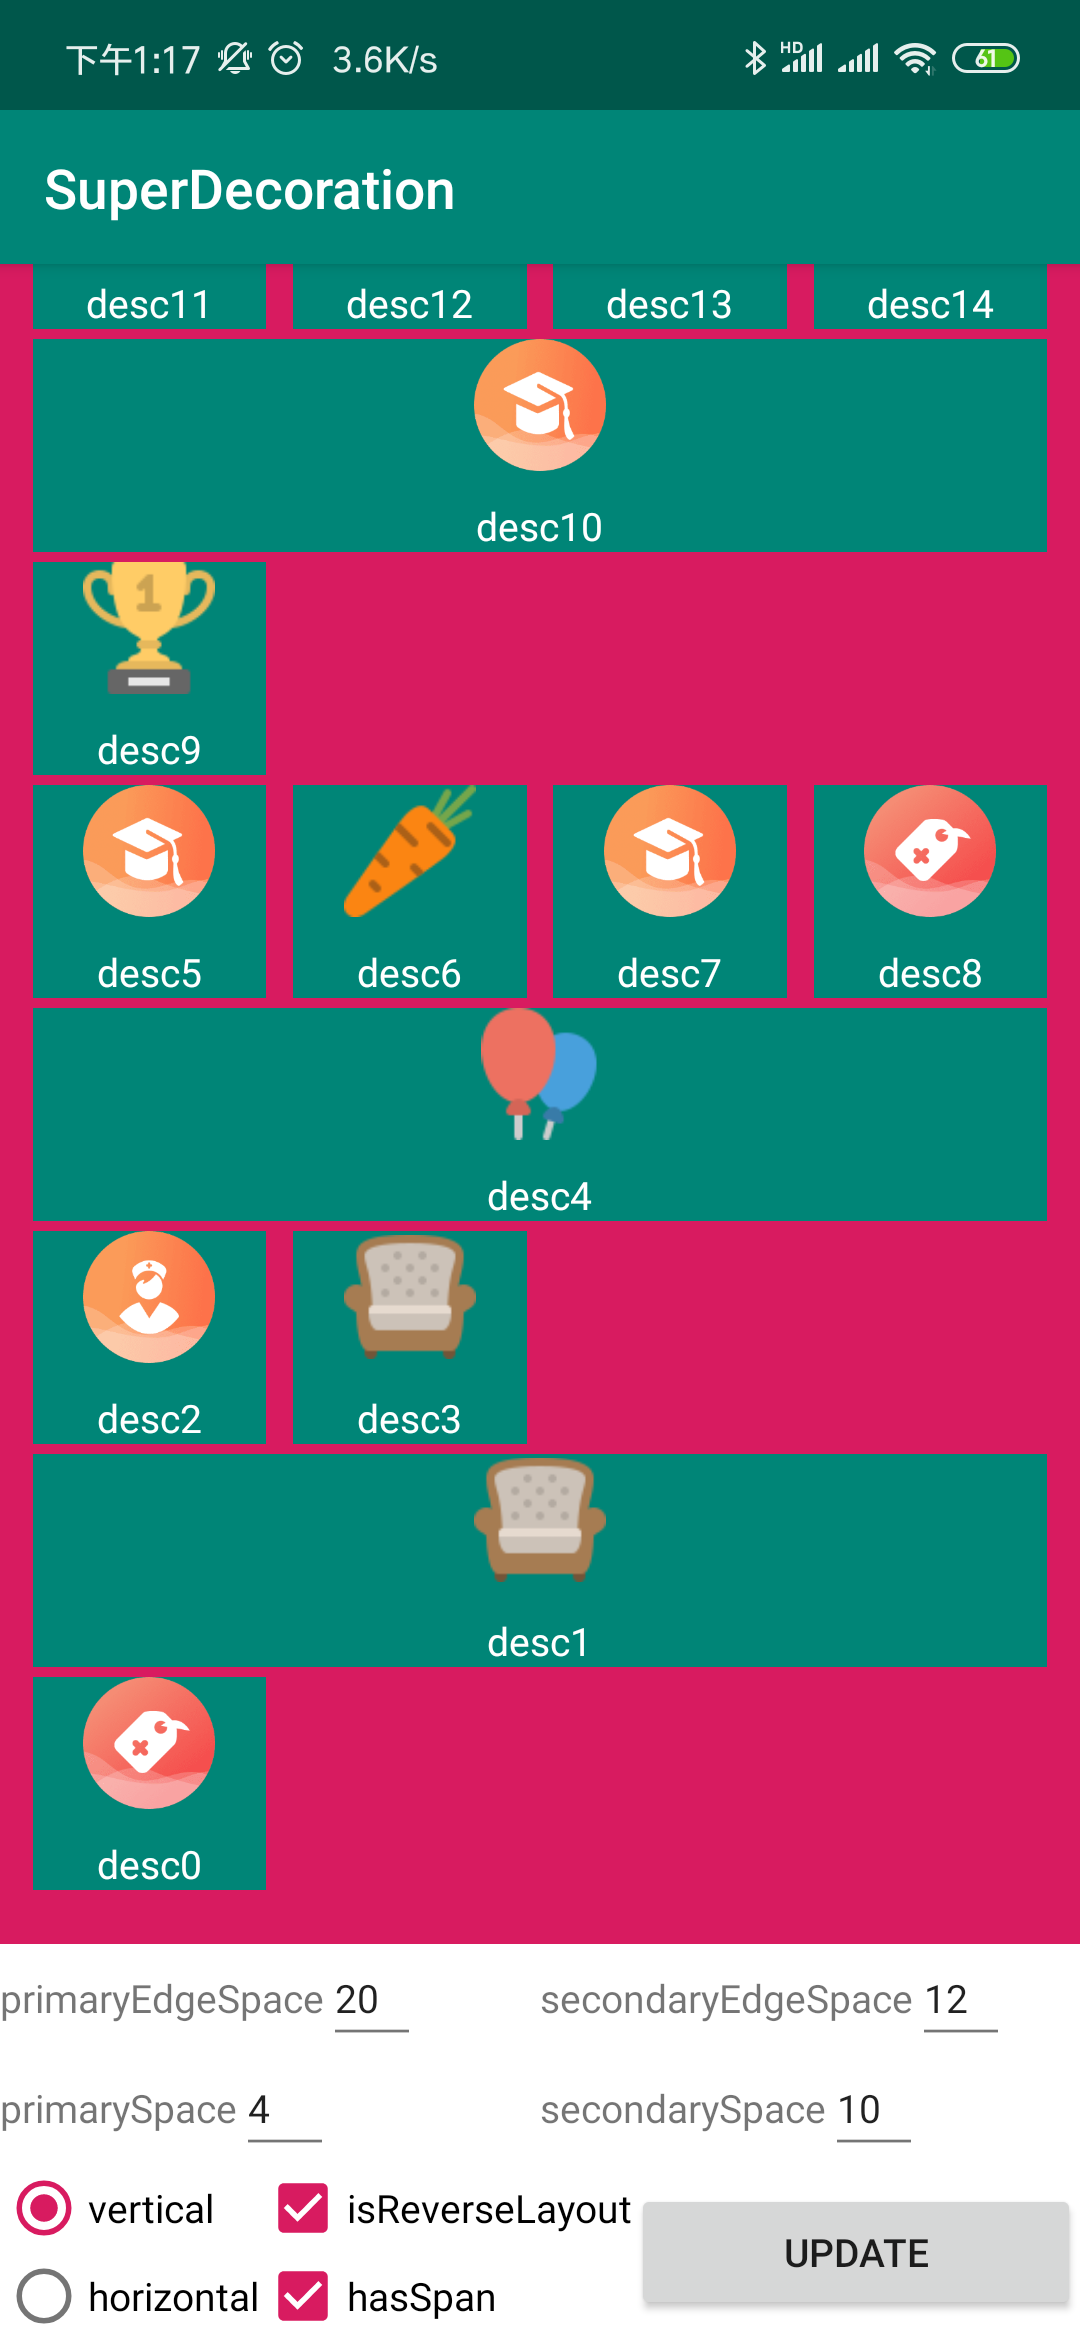 下午1:17 3.6K/s HD 61
SuperDecoration
desc11 desc12 desc13 desc14
desc10
1
desc9
desc5 desc6 desc7 desc8
desc4
desc2 desc3
desc1
desc0
primaryEdgeSpace 20 secondaryEdgeSpace 12
primarySpace 4 secondarySpace 10
vertical isReverseLayout
UPDATE
horizontal hasSpan